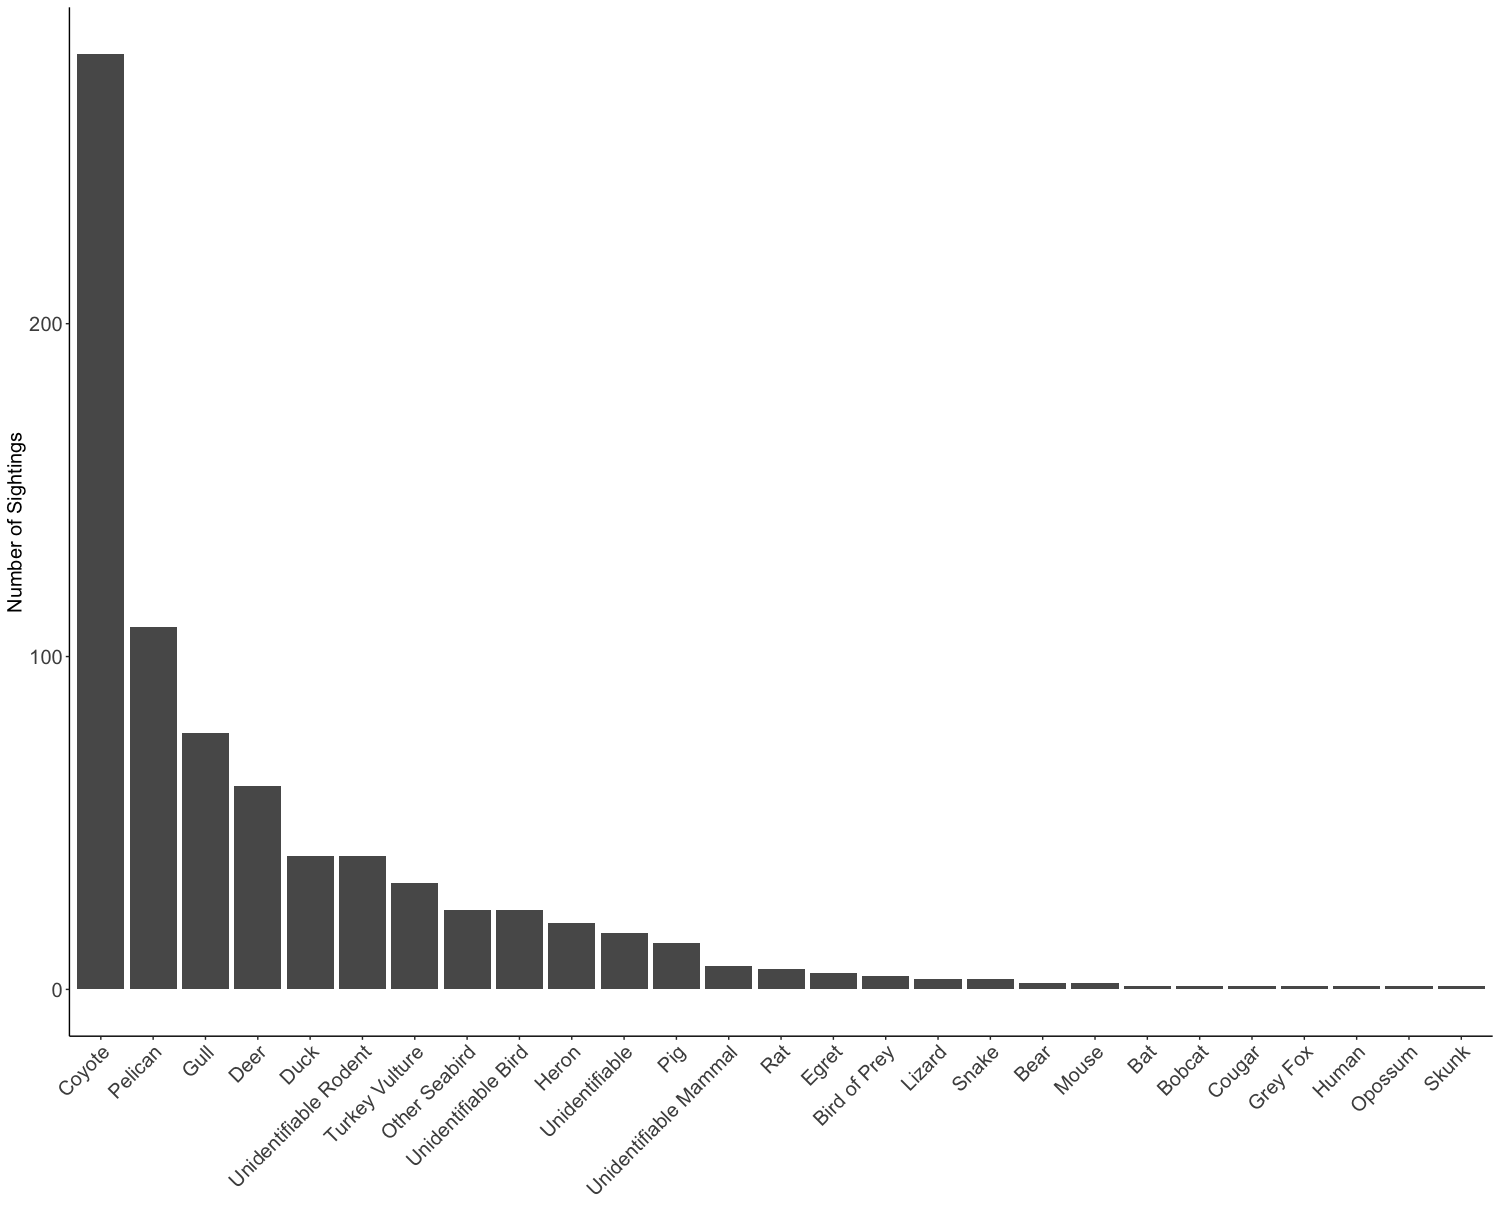 Number of Sightings
200
100
0
Coyote
Pelican
Gull
Deer
Duck
Unidentifiable Rodent
Turkey Vulture
Other Seabird
Unidentifiable Bird
Heron
Unidentifiable
Pig
Unidentifiable Mammal
Rat
Egret
Bird of Prey
Lizard
Snake
Bear
Mouse
Bat
Bobcat
Cougar
Grey Fox
Human
Opossum
Skunk